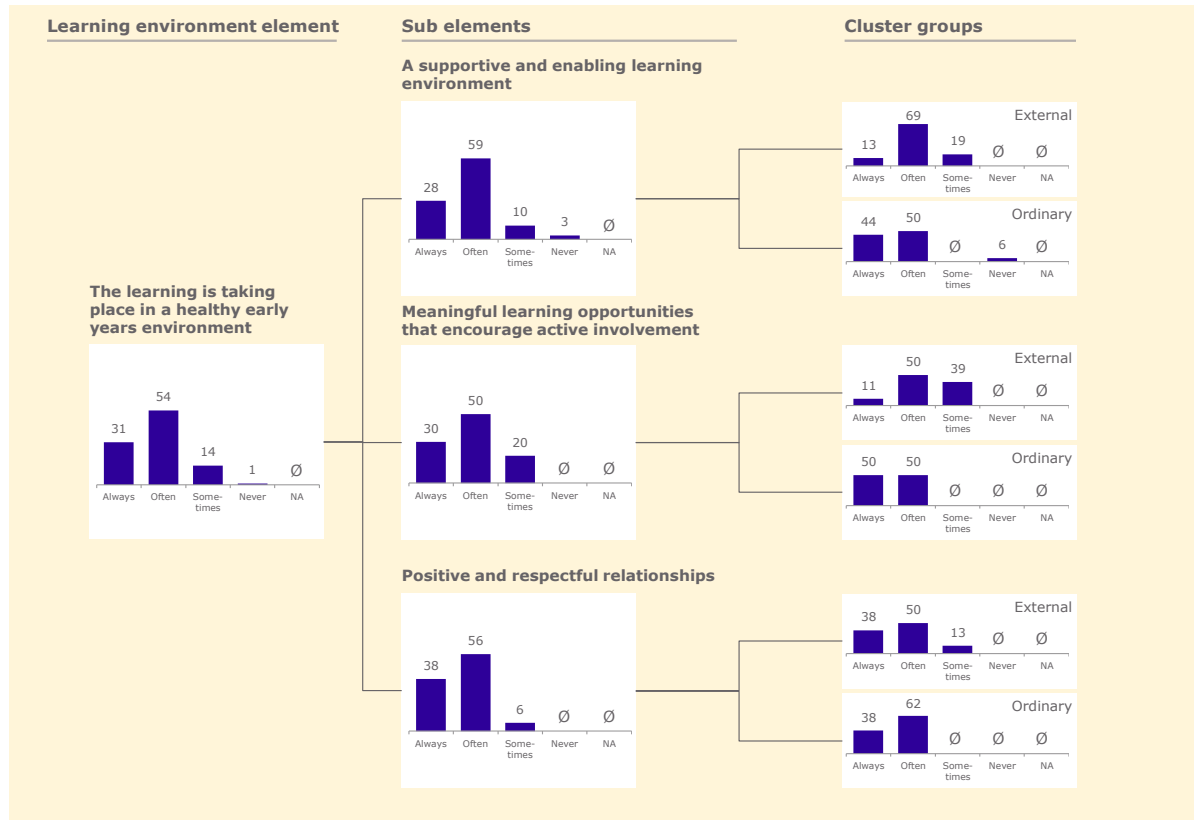 Learning environment element
Sub elements
Cluster groups
A supportive and enabling learning
environment
59
28
10
3
Ø
Always Often Some- Never NA
times
External
69
13
19
Ø
Ø
Always Often Some- Never NA
times
Ordinary
44
50
Ø
6
Ø
Always Often Some- Never NA
times
The learning is taking
place in a healthy early
years environment
54
31
14
1
Ø
Always Often Some- Never NA
times
Meaningful learning opportunities
that encourage active involvement
50
30
20
Ø
Ø
Always Often Some- Never NA
times
External
50
39
11
Ø
Ø
Always Often Some- Never NA
times
Ordinary
50
50
Ø
Ø
Ø
Always Often Some- Never NA
times
Positive and respectful relationships
56
38
6
Ø
Ø
Always Often Some- Never NA
times
External
38
50
13
Ø
Ø
Always Often Some- Never NA
times
Ordinary
62
38
Ø
Ø
Ø
Always Often Some- Never NA
times